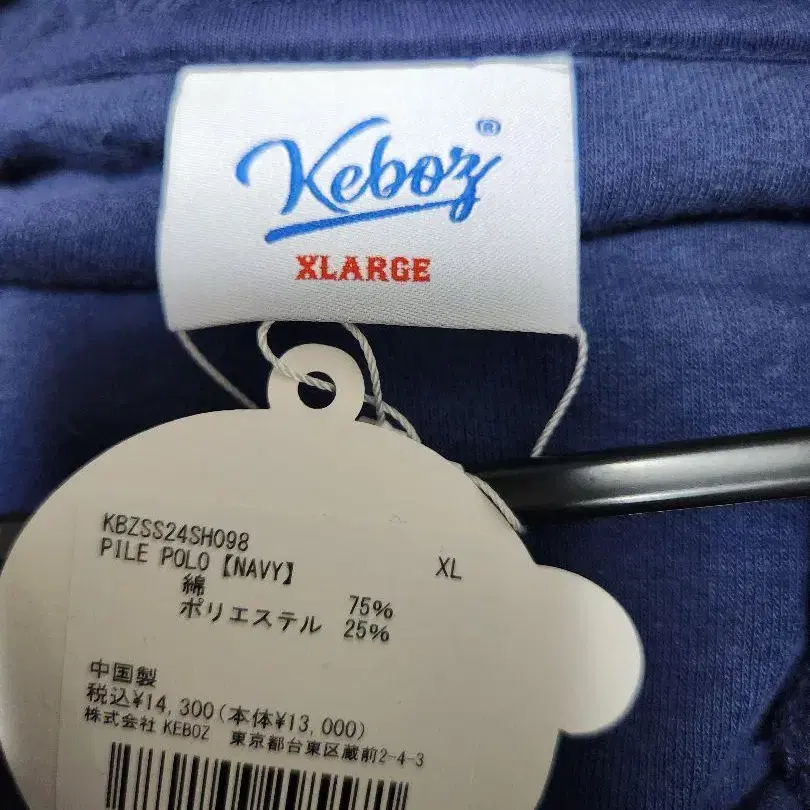 Keboz®
XLARGE
KBZSS24SH098
PILE POLO【NAVY】 XL
綿 75%
ポリエステル 25%
中国製
税込¥14,300(本体¥13,000)
株式会社 KEBOZ 東京都台東区蔵前2-4-3